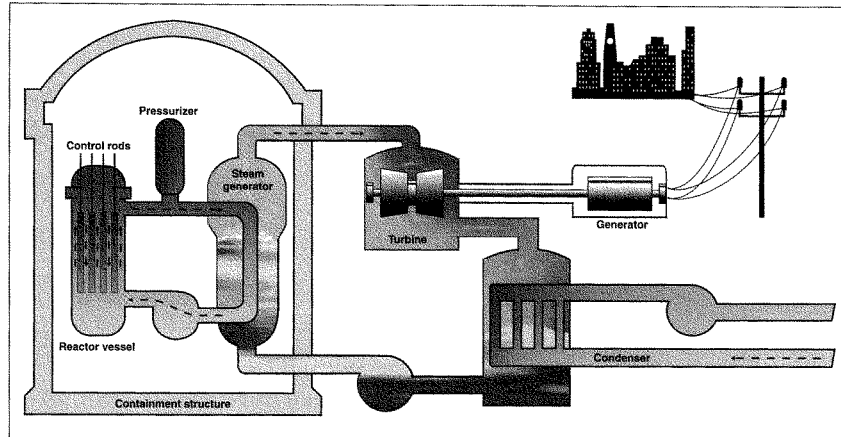 Pressurizer
Control rods
Steam
generator
Turbine
Generator
Reactor vessel
Condenser
Containment structure